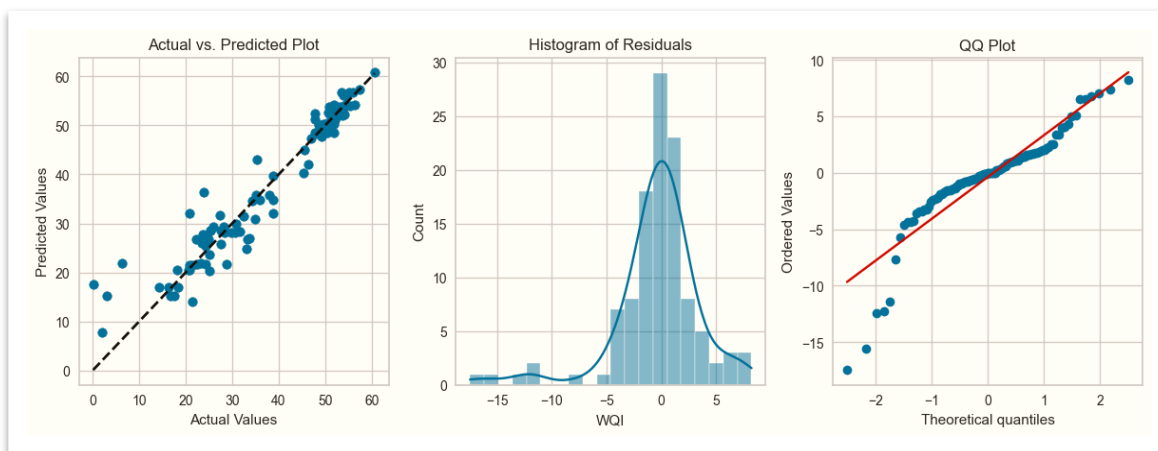 Actual vs. Predicted Plot
60
50
40
30
20
10
0
Predicted Values
0 10 20 30 40 50 60
Actual Values
Histogram of Residuals
30
25
20
15
10
5
0
Count
−15 −10 −5 0 5
WQI
QQ Plot
10
5
0
−5
−10
−15
Ordered Values
−2 −1 0 1 2
Theoretical quantiles